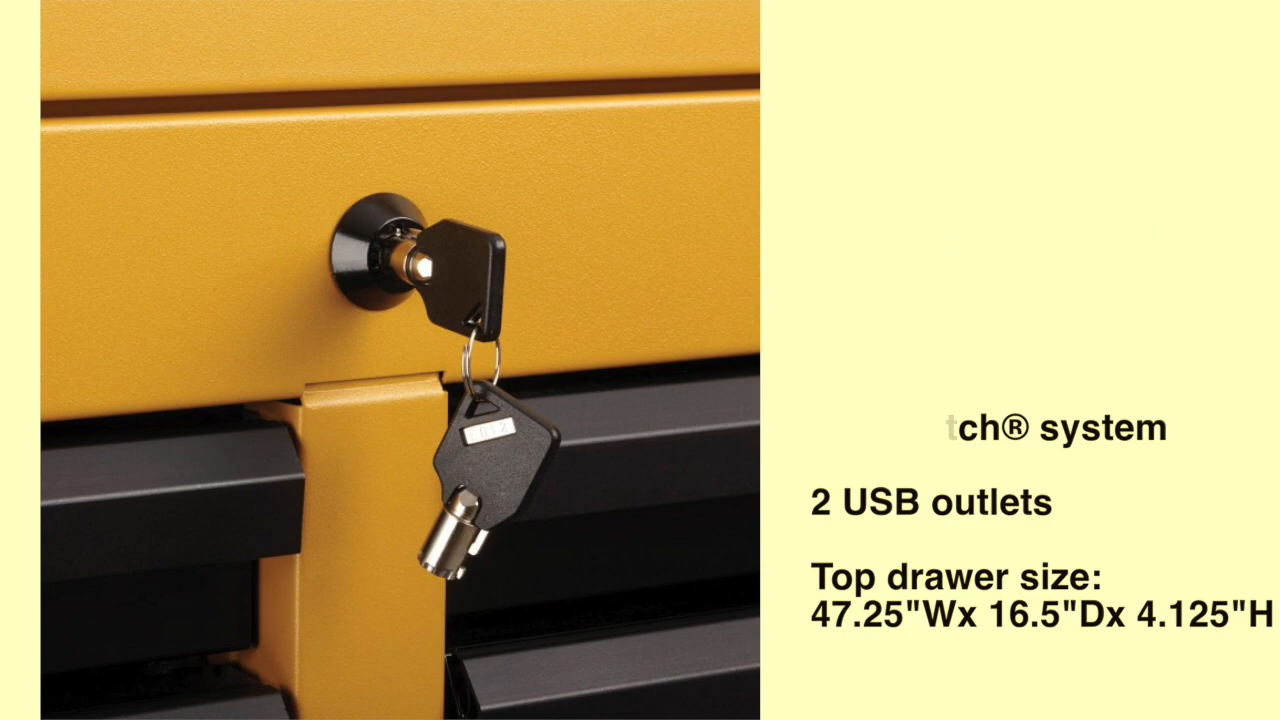 tch® system
2 USB outlets
Top drawer size:
47.25"Wx 16.5"Dx 4.125"H